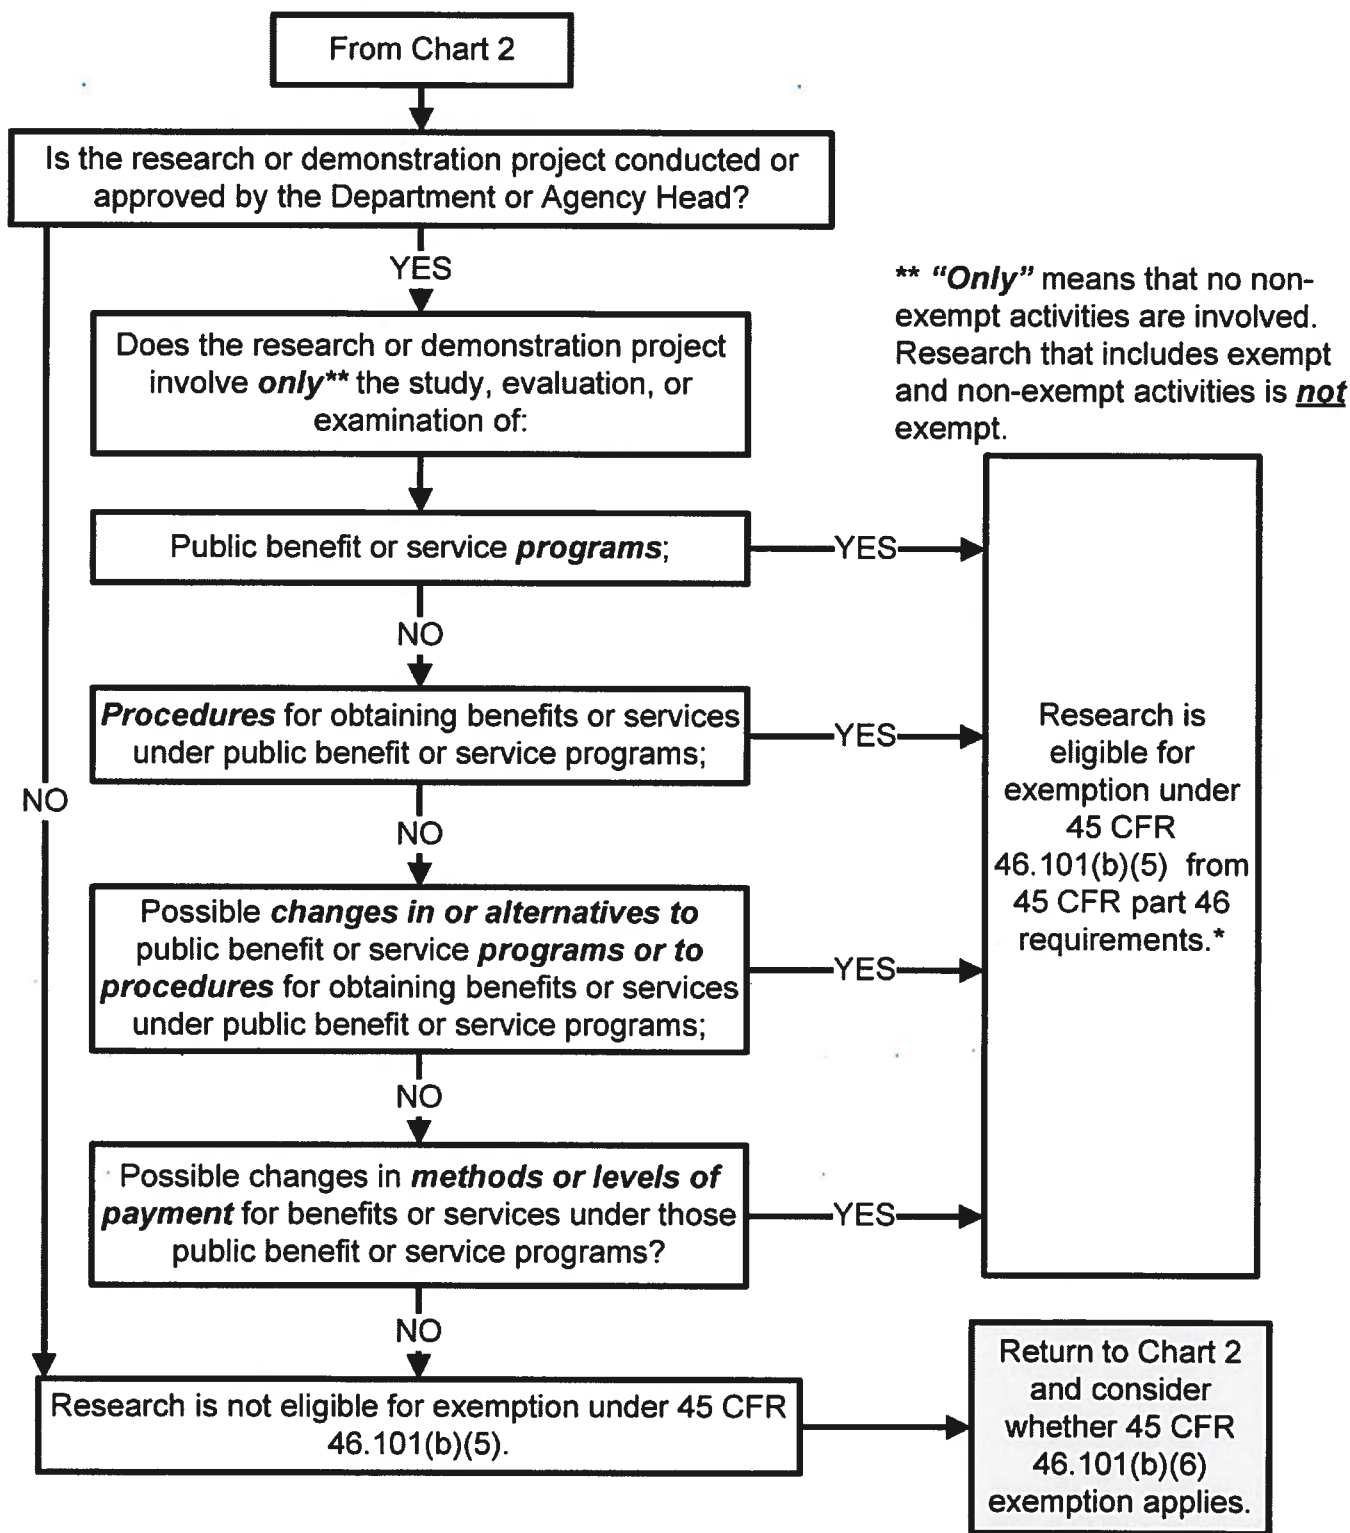 From Chart 2
Is the research or demonstration project conducted or
approved by the Department or Agency Head?
YES
** “Only” means that no non-
exempt activities are involved.
Research that includes exempt
and non-exempt activities is not
exempt.
Does the research or demonstration project
involve only** the study, evaluation, or
examination of:
Public benefit or service programs;
YES
NO
Procedures for obtaining benefits or services
under public benefit or service programs;
YES
NO
NO
Possible changes in or alternatives to
public benefit or service programs or to
procedures for obtaining benefits or services
under public benefit or service programs;
YES
NO
Possible changes in methods or levels of
payment for benefits or services under those
public benefit or service programs?
YES
NO
Research is
eligible for
exemption under
45 CFR
46.101(b)(5) from
45 CFR part 46
requirements.*
Research is not eligible for exemption under 45 CFR
46.101(b)(5).
Return to Chart 2
and consider
whether 45 CFR
46.101(b)(6)
exemption applies.